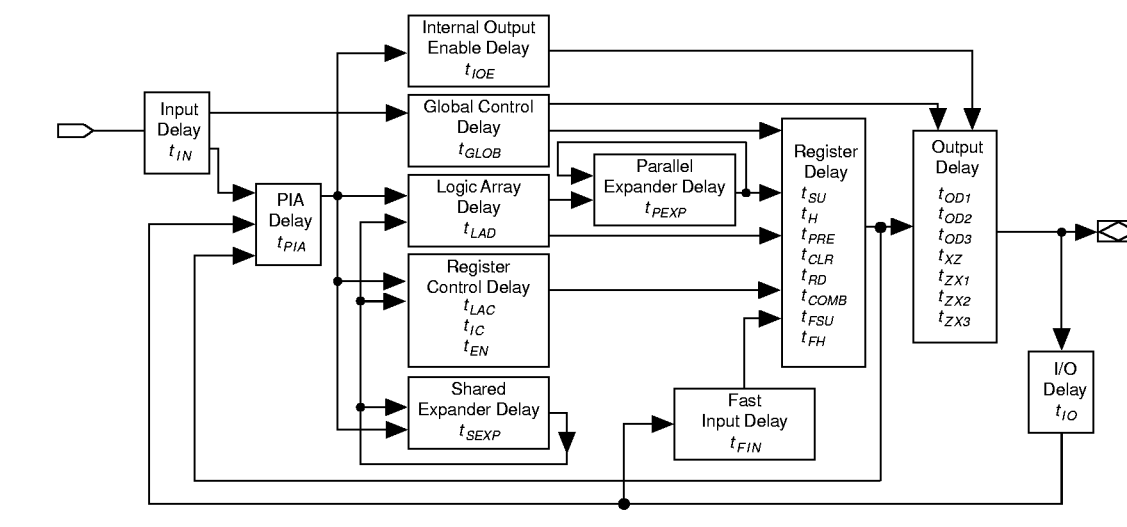 Internal Output
Enable Delay
tIOE
Input
Delay
tIN
Global Control
Delay
tGLOB
PIA
Delay
tPIA
Logic Array
Delay
tLAD
Parallel
Expander Delay
tPEXP
Register
Control Delay
tLAC
tIC
tEN
Shared
Expander Delay
tSEXP
Fast
Input Delay
tFIN
Register
Delay
tSU
tH
tPRE
tCLR
tRD
tCOMB
tFSU
tFH
Output
Delay
tOD1
tOD2
tOD3
tXZ
tZX1
tZX2
tZX3
I/O
Delay
tIO